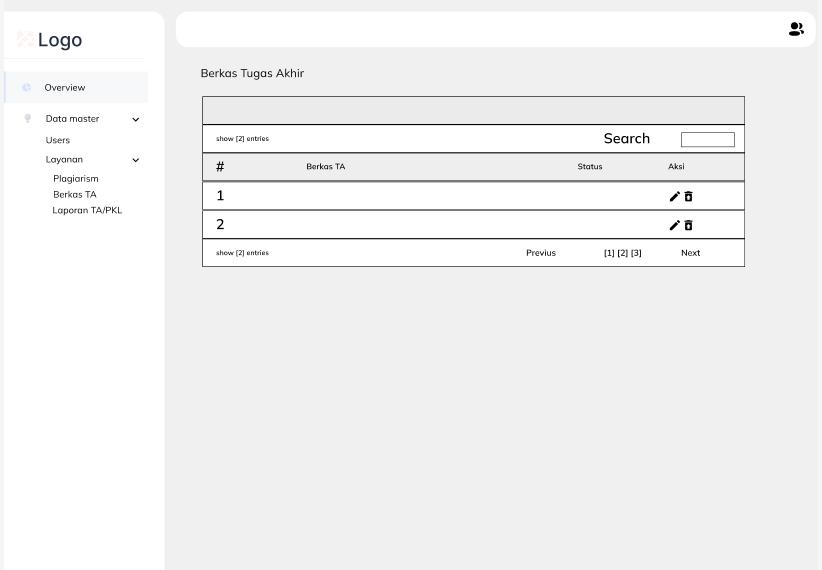 Logo
Overview
Data master
Users
Layanan
Plagiarism
Berkas TA
Laporan TA/PKL
Berkas Tugas Akhir
show [2] entries Search
# Berkas TA Status Aksi
1
2
show [2] entries Previus [1] [2] [3] Next